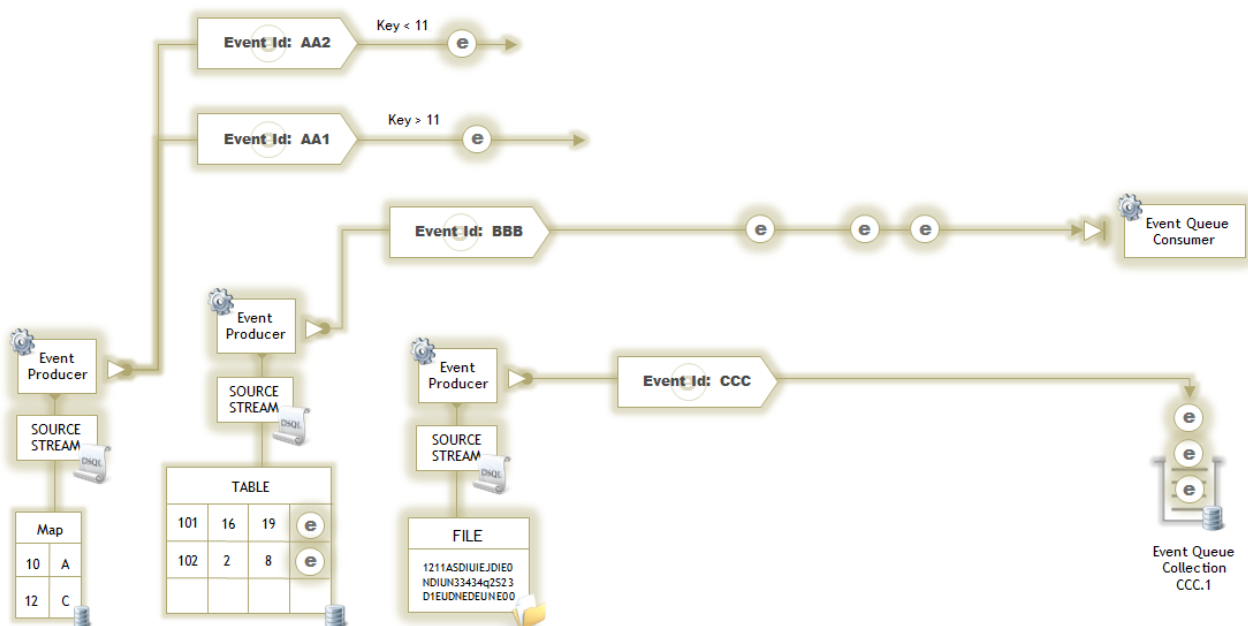 Key < 11
Event Id: AA2
e
Key > 11
Event Id: AA1
e
Event Id: BBB
e e e
Event Queue
Consumer
Event
Producer
SOURCE
STREAM
DSQL
Map
10 A
12 C
Event
Producer
SOURCE
STREAM
DSQL
TABLE
101 16 19 e
102 2 8 e
Event
Producer
SOURCE
STREAM
DSQL
FILE
1211ASDIUIEJDIE0
NDIUN33434q2523
D1EUDNEDEUNE00
Event Id: CCC
e
e
e
Event Queue
Collection
CCC.1